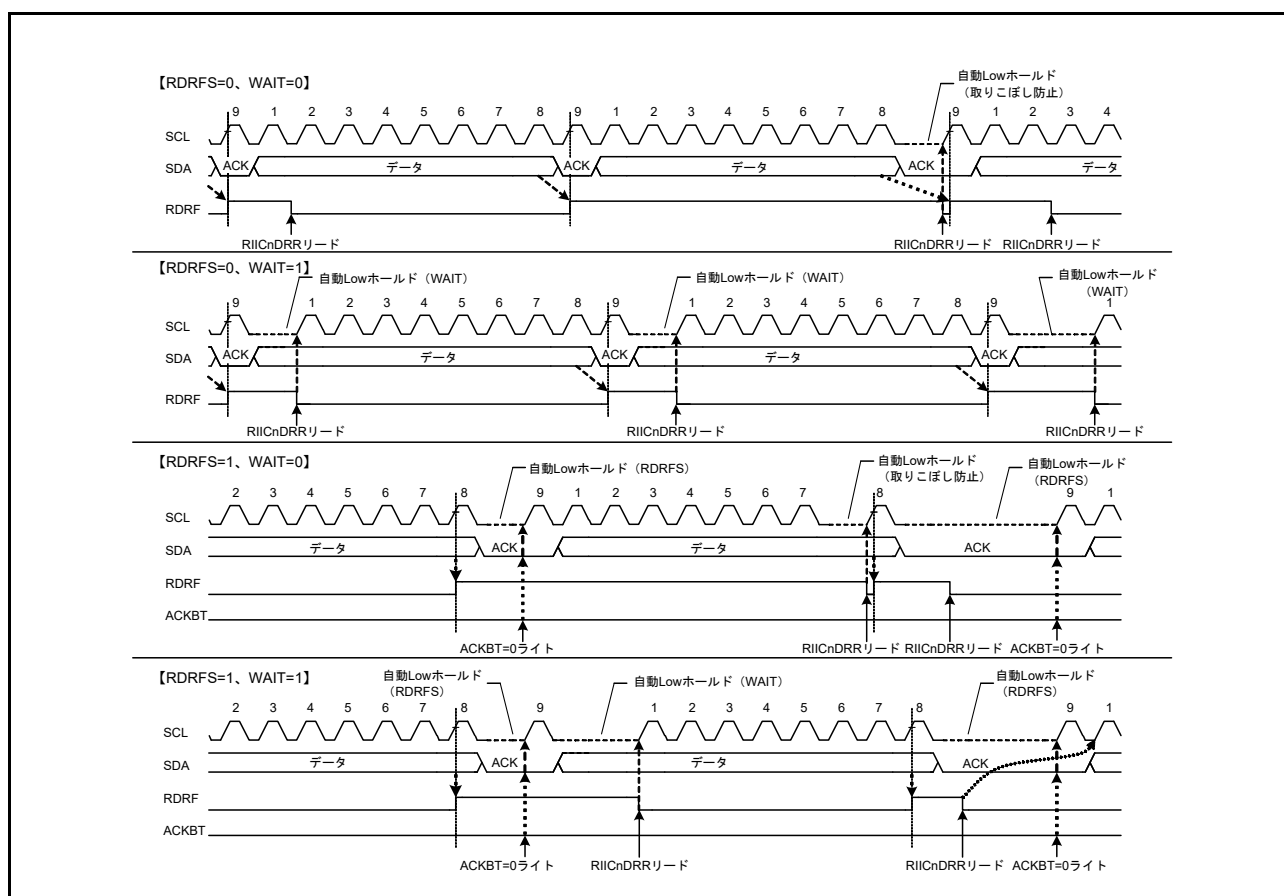 【RDRFS=0、WAIT=0】
自動Lowホールド
（取りこぼし防止）
9 1 2 3 4 5 6 7 8 9 1 2 3 4 5 6 7 8 9 1 2 3 4
SCL
SDA ACK データ ACK データ ACK データ
RDRF
RIICnDRRリード RIICnDRRリード RIICnDRRリード
【RDRFS=0、WAIT=1】
自動Lowホールド（WAIT） 自動Lowホールド（WAIT） 自動Lowホールド
（WAIT）
9 1 2 3 4 5 6 7 8 9 1 2 3 4 5 6 7 8 9 1
SCL
SDA ACK データ ACK データ ACK
RDRF
RIICnDRRリード RIICnDRRリード RIICnDRRリード
【RDRFS=1、WAIT=0】
自動Lowホールド（RDRFS） 自動Lowホールド
（取りこぼし防止） 自動Lowホールド
（RDRFS）
2 3 4 5 6 7 8 9 1 2 3 4 5 6 7 8 9 1
SCL
SDA データ ACK データ ACK
RDRF
ACKBT
ACKBT=0ライト RIICnDRRリード RIICnDRRリード ACKBT=0ライト
【RDRFS=1、WAIT=1】
自動Lowホールド
（RDRFS） 自動Lowホールド（WAIT） 自動Lowホールド
（RDRFS）
2 3 4 5 6 7 8 9 1 2 3 4 5 6 7 8 9 1
SCL
SDA データ ACK データ ACK
RDRF
ACKBT
ACKBT=0ライト RIICnDRRリード RIICnDRRリード ACKBT=0ライト